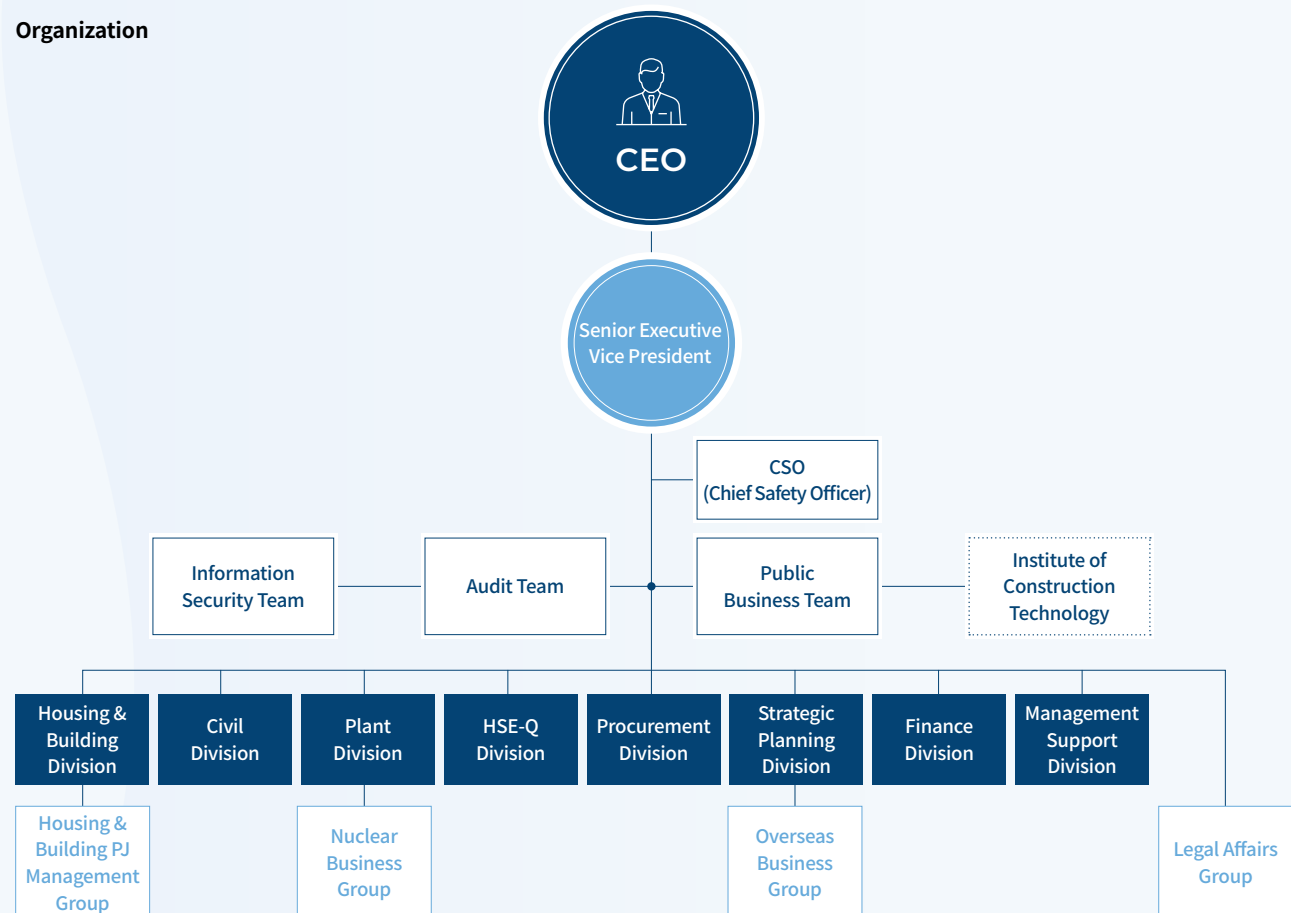 Organization
CEO
Senior Executive
Vice President
CSO
(Chief Safety Officer)
Information
Security Team
Audit Team
Public
Business Team
Institute of
Construction
Technology
Housing &
Building
Division
Civil
Division
Plant
Division
HSE-Q
Division
Procurement
Division
Strategic
Planning
Division
Finance
Division
Management
Support
Division
Housing &
Building PJ
Management
Group
Nuclear
Business
Group
Overseas
Business
Group
Legal Affairs
Group